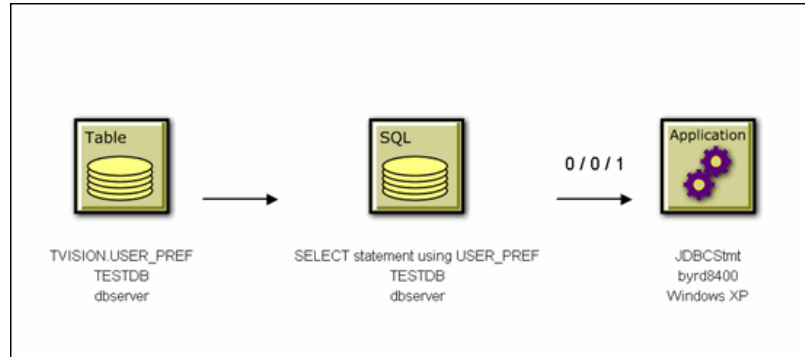 Table
SQL
0 / 0 / 1
Application
TVISION.USER_PREF
TESTDB
dbserver
SELECT statement using USER_PREF
TESTDB
dbserver
JDBCStmt
byrd8400
Windows XP